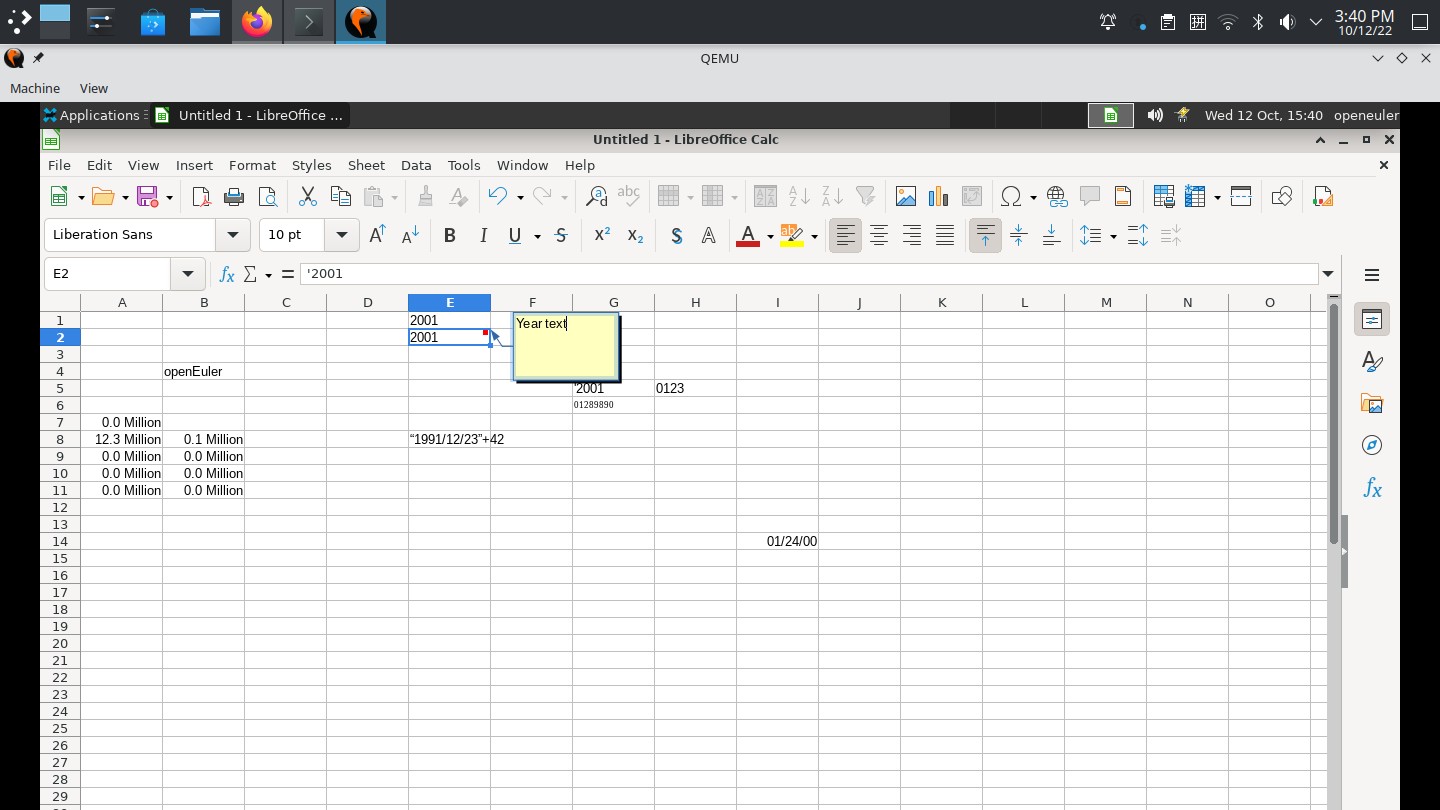 3:40 PM
10/12/22
QEMU
Machine View
Applications Untitled 1 - LibreOffice ... Wed 12 Oct, 15:40 openeuler
Untitled 1 - LibreOffice Calc
File Edit View Insert Format Styles Sheet Data Tools Window Help
Liberation Sans 10 pt
E2 '2001
A B C D E F G H I J K L M N O
1 2001 Year text
2 2001
3
4 openEuler
5 '2001 0123
6 01289890
7 0.0 Million
8 12.3 Million 0.1 Million “1991/12/23”+42
9 0.0 Million 0.0 Million
10 0.0 Million 0.0 Million
11 0.0 Million 0.0 Million
12
13
14 01/24/00
15
16
17
18
19
20
21
22
23
24
25
26
27
28
29